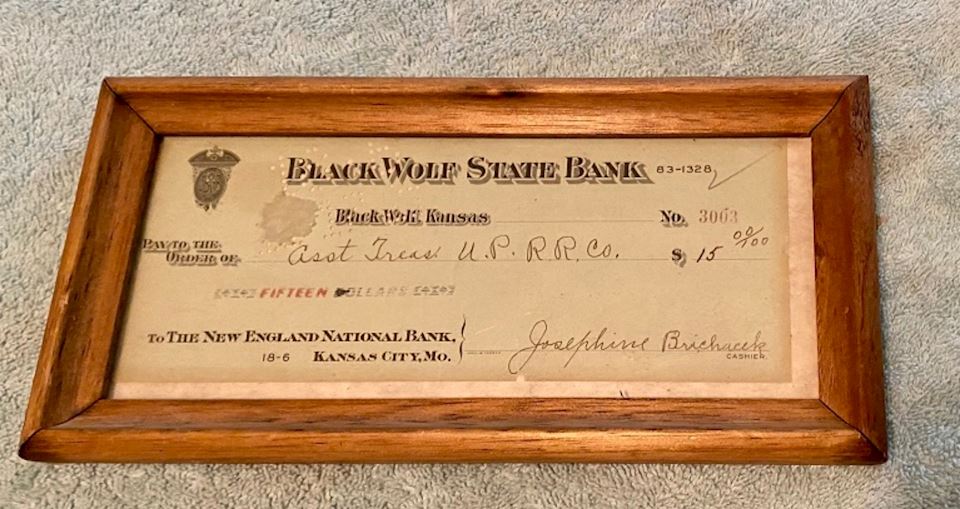 BLACK WOLF STATE BANK 83-1328
Black Wolf, Kansas No. 3003
PAY TO THE
ORDER OF Asst Treas U.P. R.R. Co. $ 15 00/100
FIFTEEN DOLLARS
TO THE NEW ENGLAND NATIONAL BANK,
18-6 KANSAS CITY, MO.
Josephine Brichacek
CASHIER.